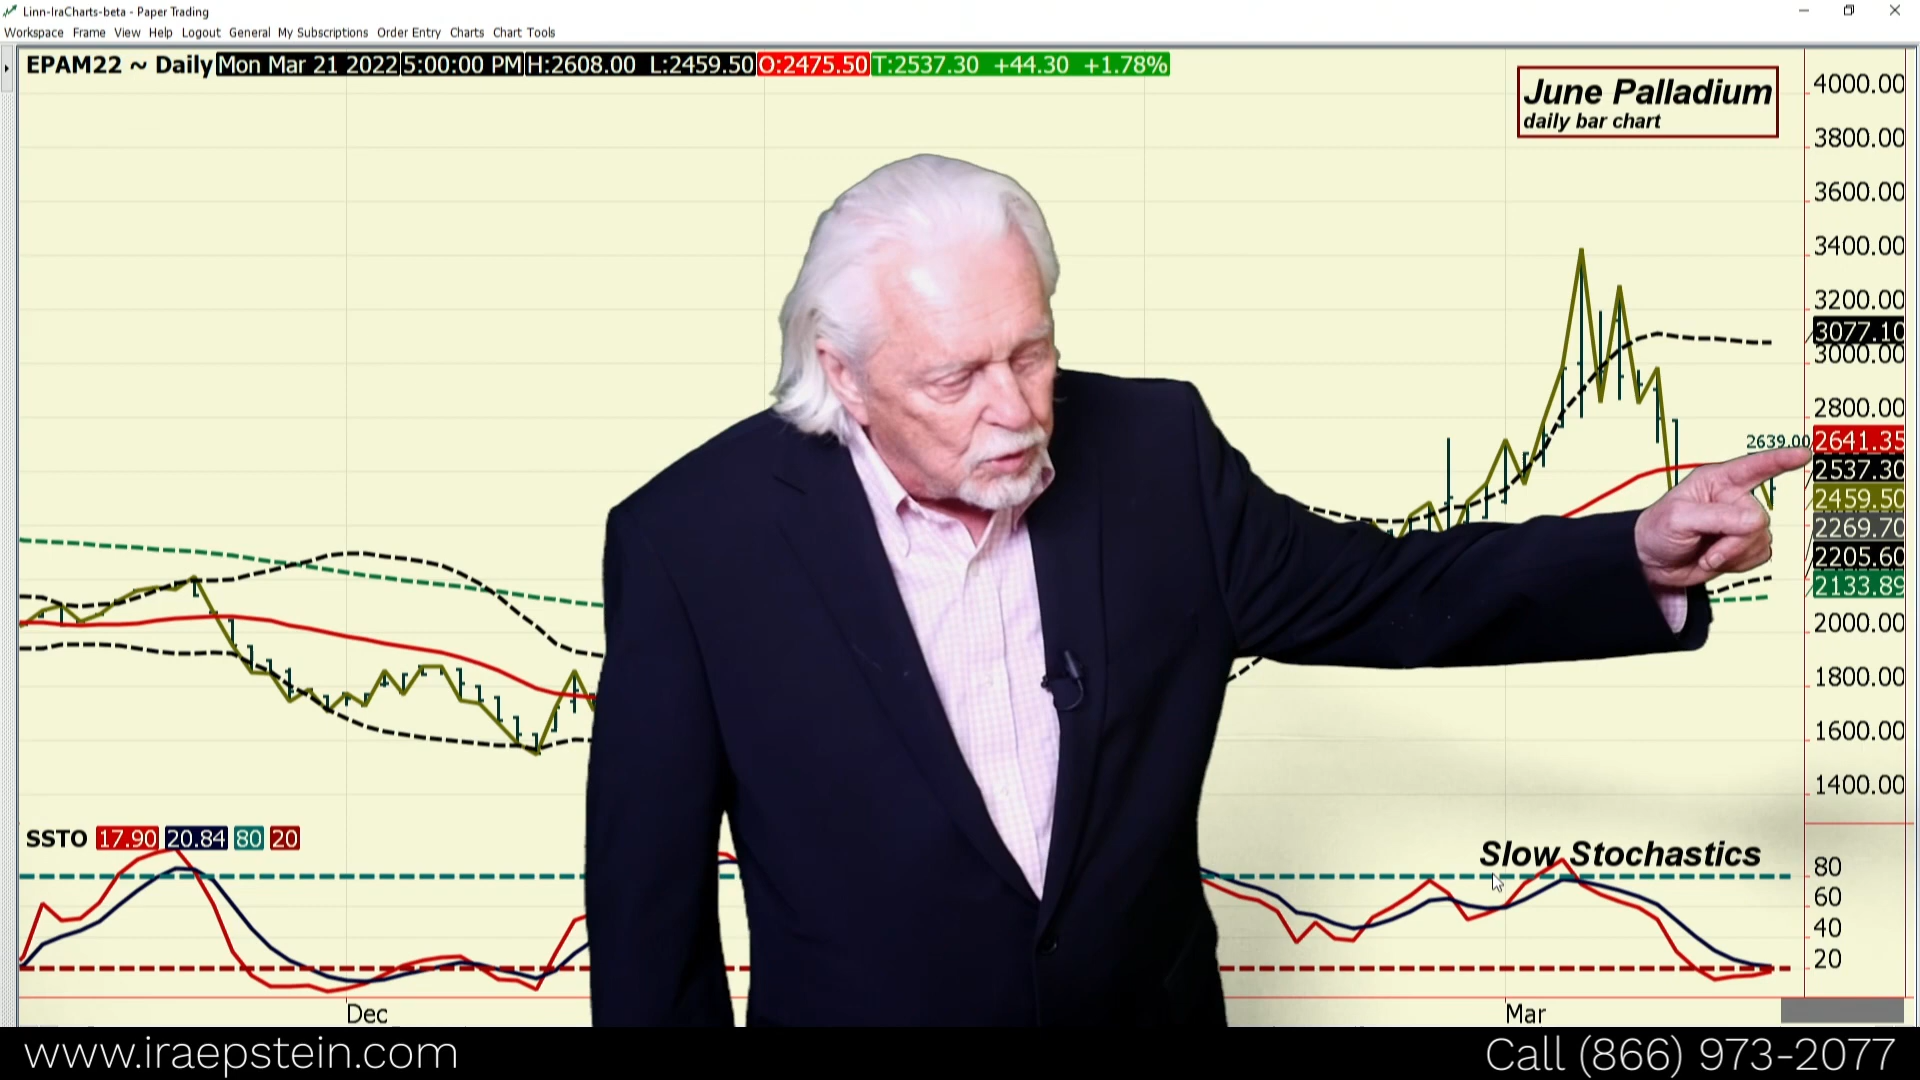 Linn-IraCharts-beta - Paper Trading
Workspace Frame View Help Logout General My Subscriptions Order Entry Charts Chart Tools
EPAM22 ~ Daily Mon Mar 21 2022 5:00:00 PM H:2608.00 L:2459.50 O:2475.50 T:2537.30 +44.30 +1.78%
June Palladium
daily bar chart
4000.00
3800.00
3600.00
3400.00
3200.00
3077.10
3000.00
2800.00
2639.00 2641.35
2537.30
2459.50
2269.70
2205.60
2133.89
2000.00
1800.00
1600.00
1400.00
SSTO 17.90 20.84 80 20
Slow Stochastics
80
60
40
20
Dec Mar
www.iraepstein.com Call (866) 973-2077